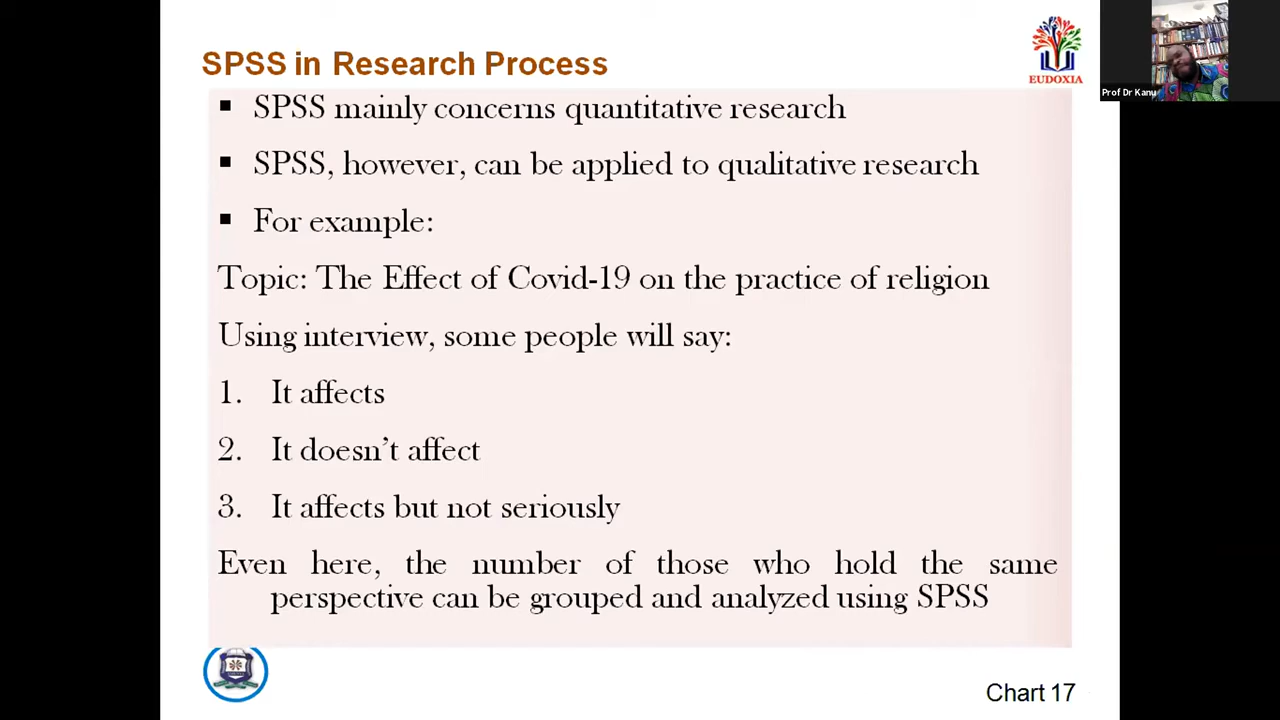 SPSS in Research Process
EUDOXIA
Prof Dr Kanu
▪ SPSS mainly concerns quantitative research
▪ SPSS, however, can be applied to qualitative research
▪ For example:
Topic: The Effect of Covid-19 on the practice of religion
Using interview, some people will say:
1. It affects
2. It doesn't affect
3. It affects but not seriously
Even here, the number of those who hold the same
perspective can be grouped and analyzed using SPSS
Chart 17